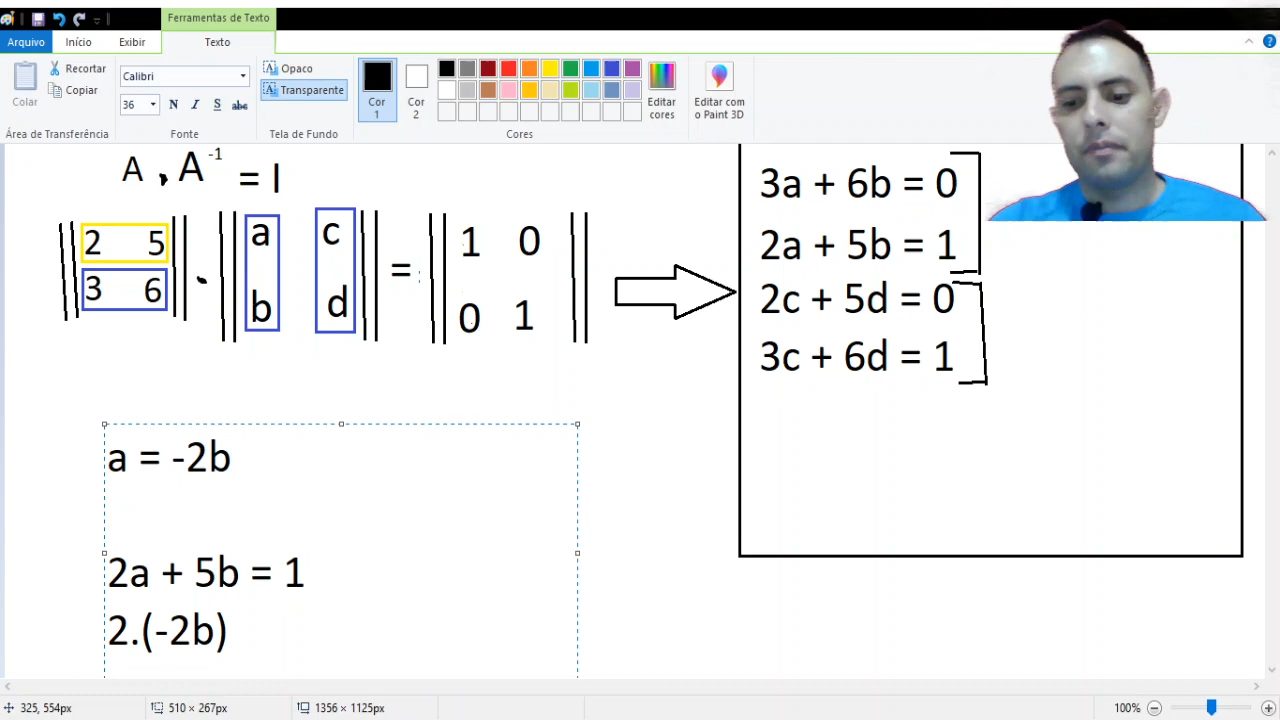 Ferramentas de Texto
Arquivo Início Exibir Texto
Colar
Recortar
Copiar
Área de Transferência
Calibri
36 N I S abc
Fonte
Opaco
Transparente
Tela de Fundo
Cor 1
Cor 2
Editar cores
Editar com o Paint 3D
Cores
A . A -1 = I
2 5
3 6
.
a c
b d
=
1 0
0 1
3a + 6b = 0
2a + 5b = 1
2c + 5d = 0
3c + 6d = 1
a = -2b
2a + 5b = 1
2.(-2b)
325, 554px 510 × 267px 1356 × 1125px 100%